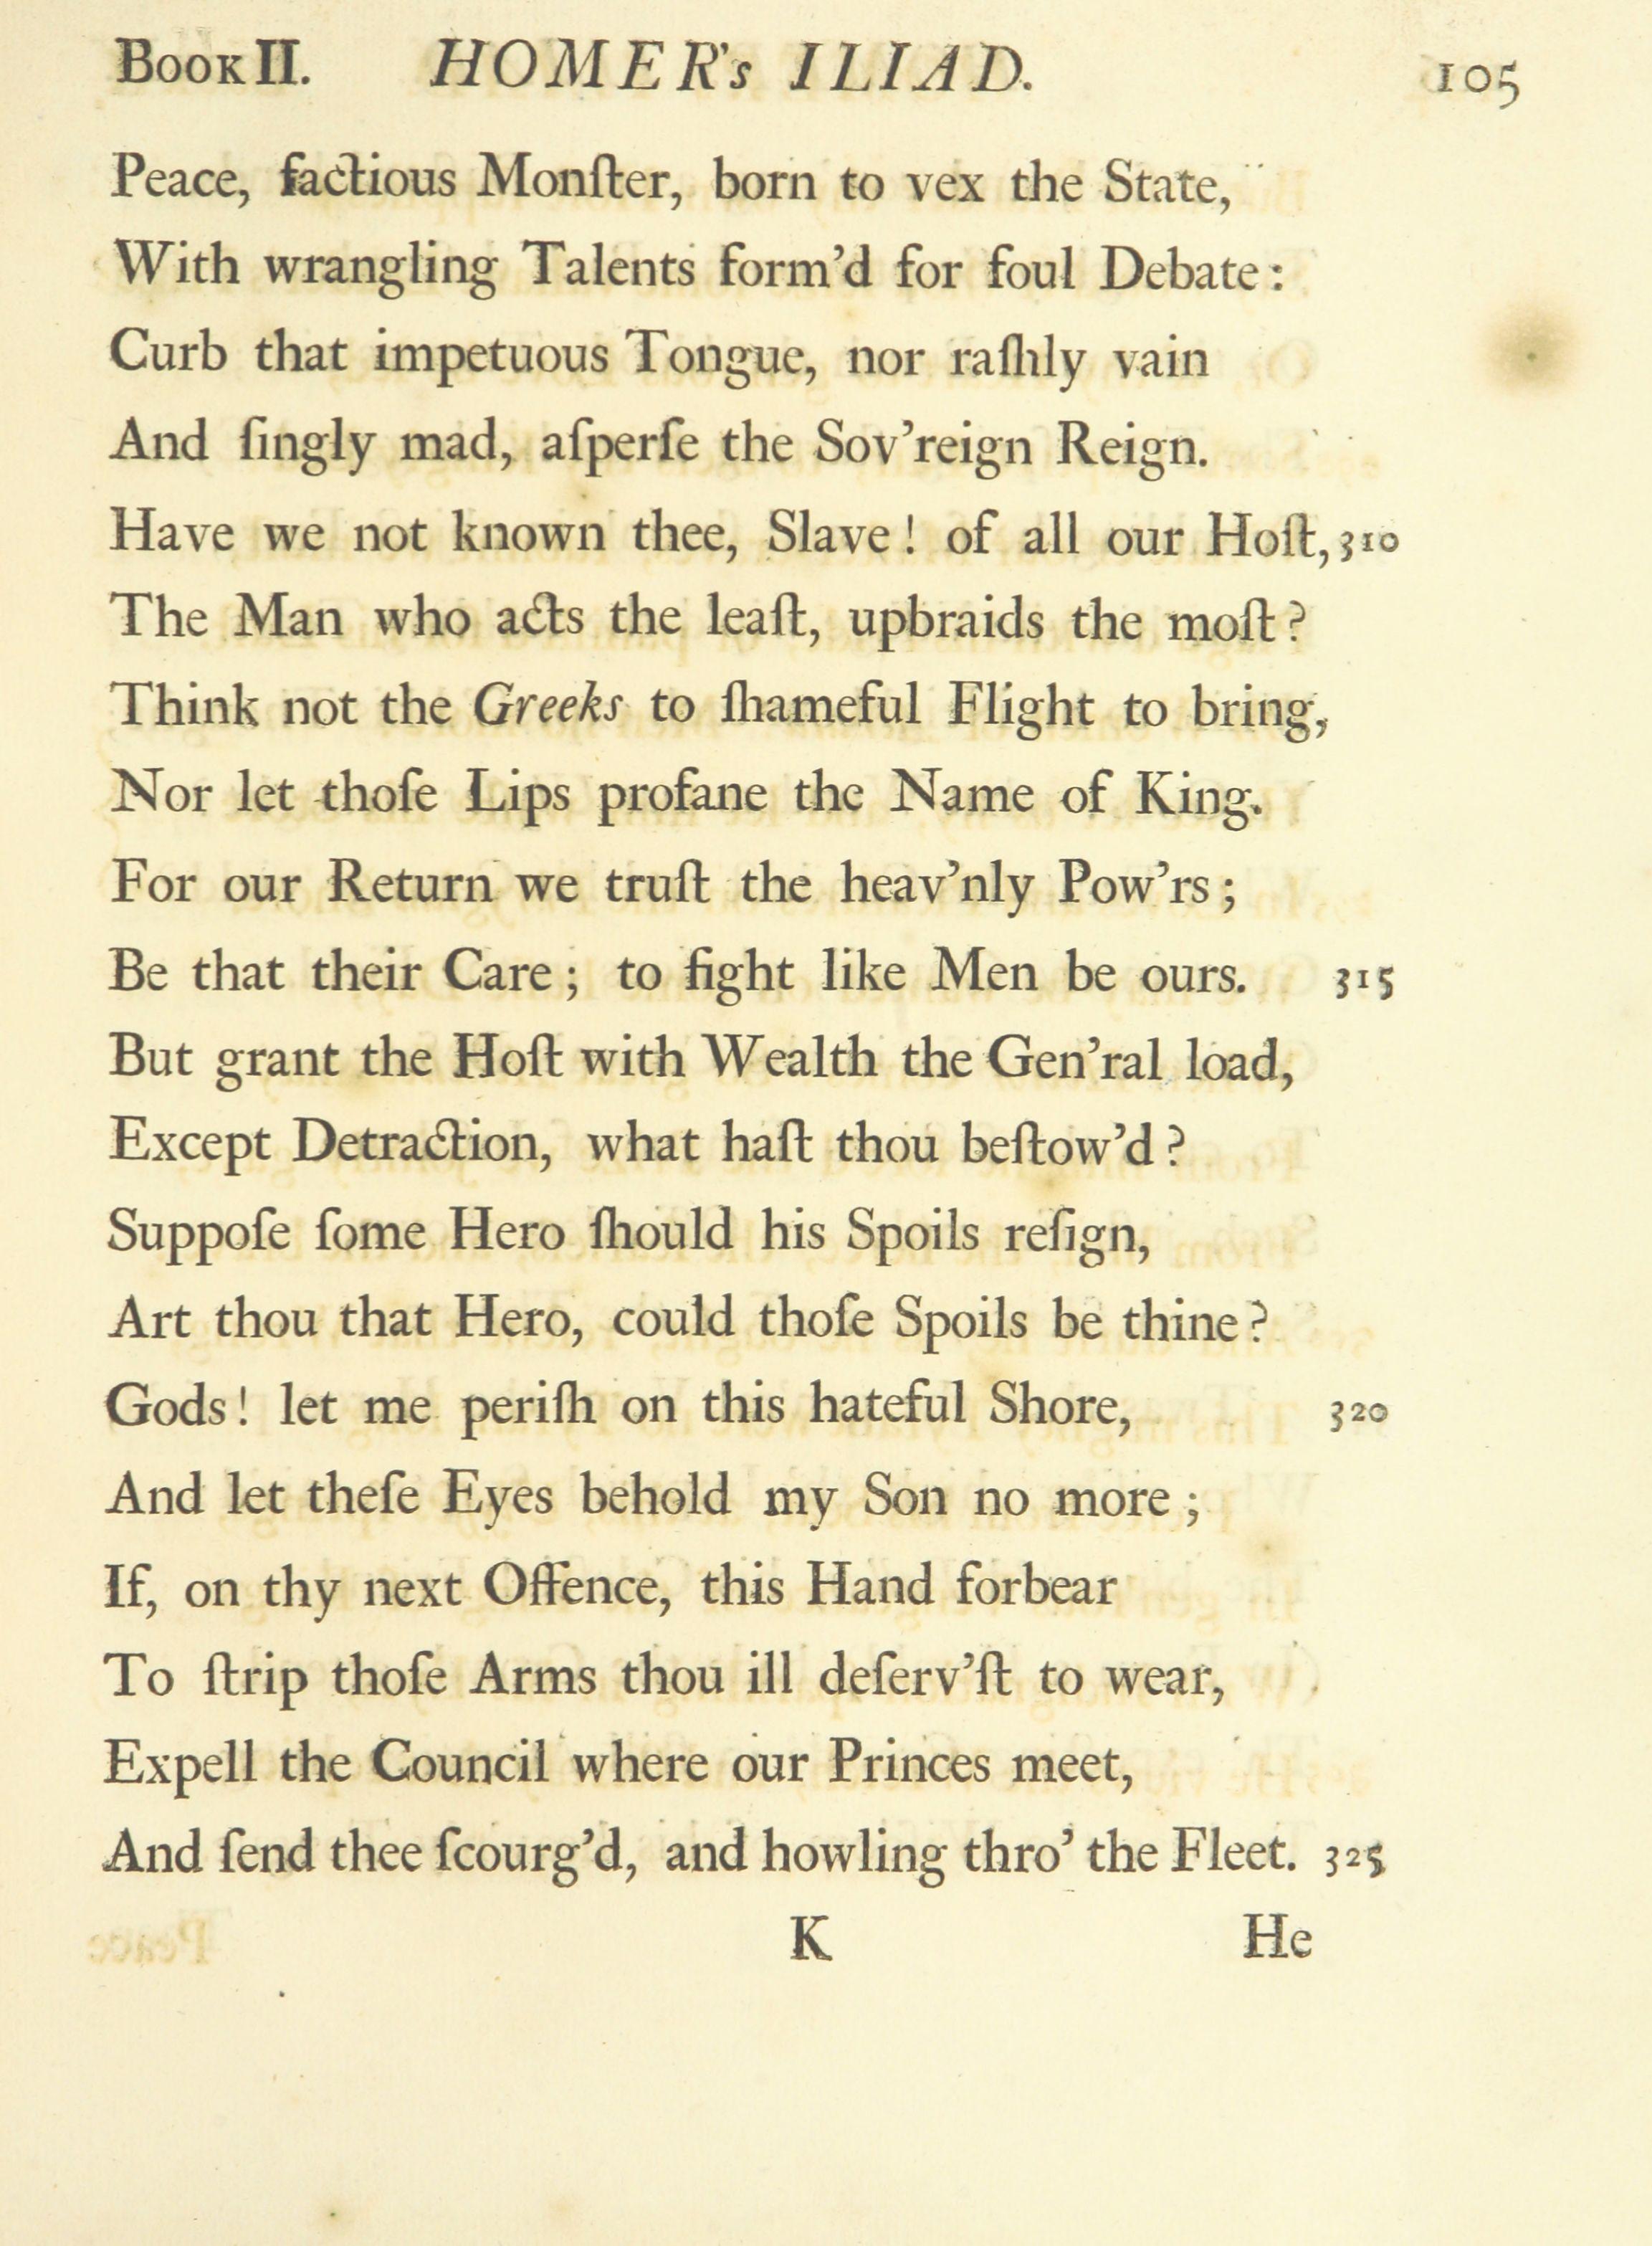 BOOK II. HOMER's ILIAD. 105
Peace, factious Monſter, born to vex the State,
With wrangling Talents form'd for foul Debate:
Curb that impetuous Tongue, nor raſhly vain
And ſingly mad, aſperſe the Sov'reign Reign.
Have we not known thee, Slave! of all our Hoſt, 310
The Man who acts the leaſt, upbraids the moſt?
Think not the Greeks to ſhameful Flight to bring,
Nor let thoſe Lips profane the Name of King.
For our Return we truſt the heav'nly Pow'rs;
Be that their Care; to fight like Men be ours. 315
But grant the Hoſt with Wealth the Gen'ral load,
Except Detraction, what haſt thou beſtow'd?
Suppoſe ſome Hero ſhould his Spoils reſign,
Art thou that Hero, could thoſe Spoils be thine?
Gods! let me periſh on this hateful Shore, 320
And let theſe Eyes behold my Son no more;
If, on thy next Offence, this Hand forbear
To ſtrip thoſe Arms thou ill deſerv'ſt to wear,
Expell the Council where our Princes meet,
And ſend thee ſcourg'd, and howling thro' the Fleet. 325
K He